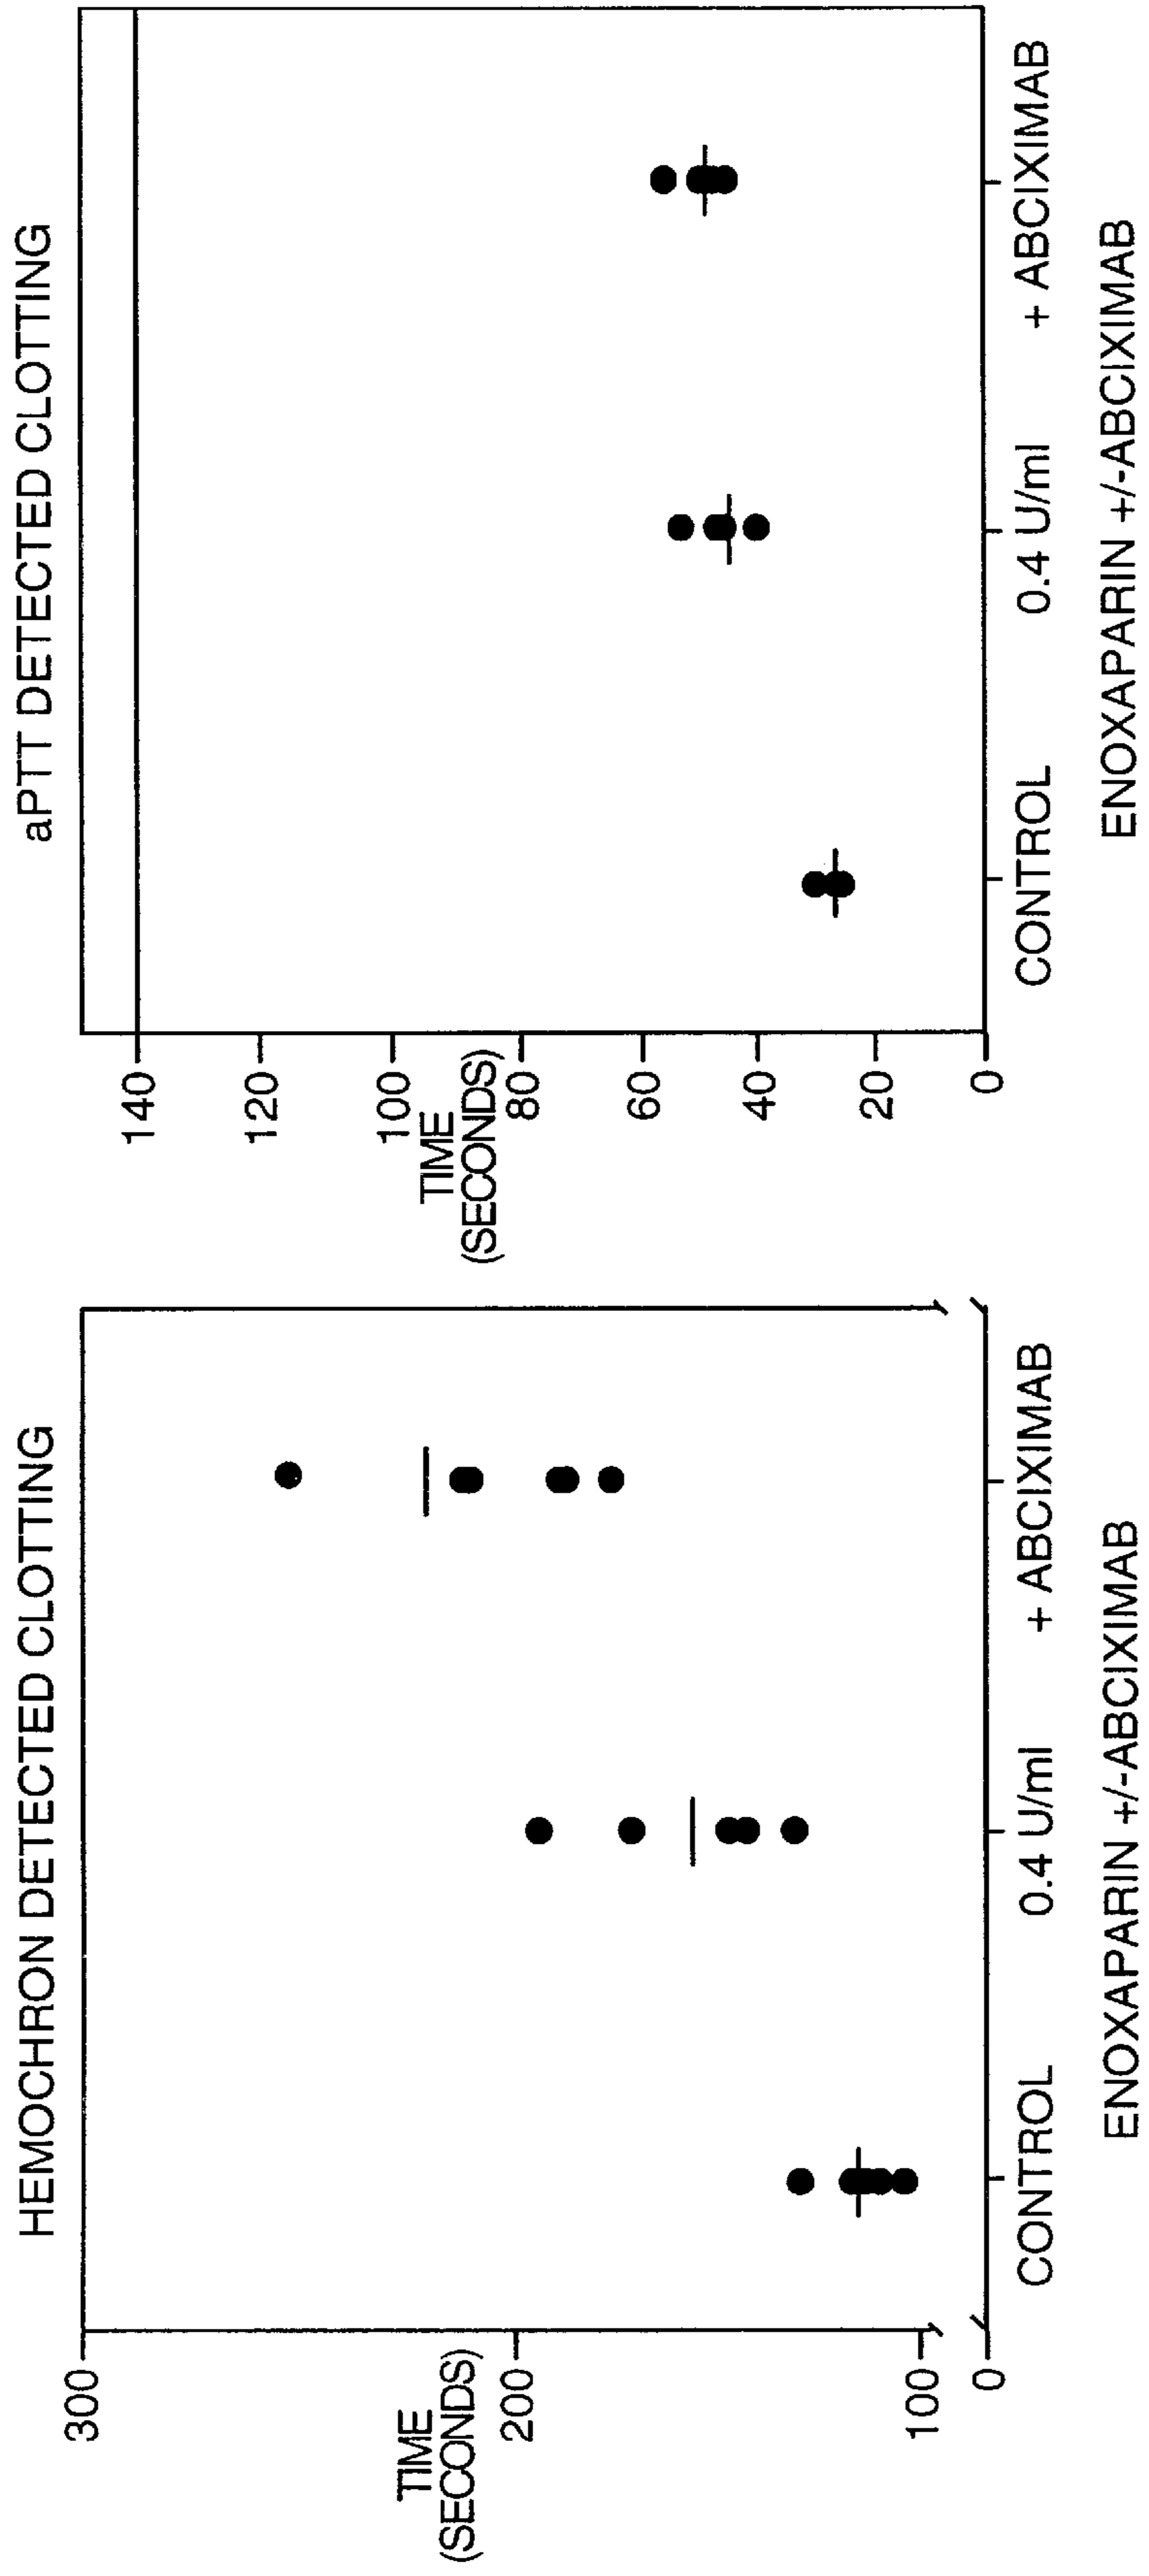 HEMOCHRON DETECTED CLOTTING
300
200
100
0
TIME
(SECONDS)
CONTROL
0.4 U/ml
+ ABCIXIMAB
ENOXAPARIN +/-ABCIXIMAB
aPTT DETECTED CLOTTING
140
120
100
80
60
40
20
0
TIME
(SECONDS)
CONTROL
0.4 U/ml
+ ABCIXIMAB
ENOXAPARIN +/-ABCIXIMAB